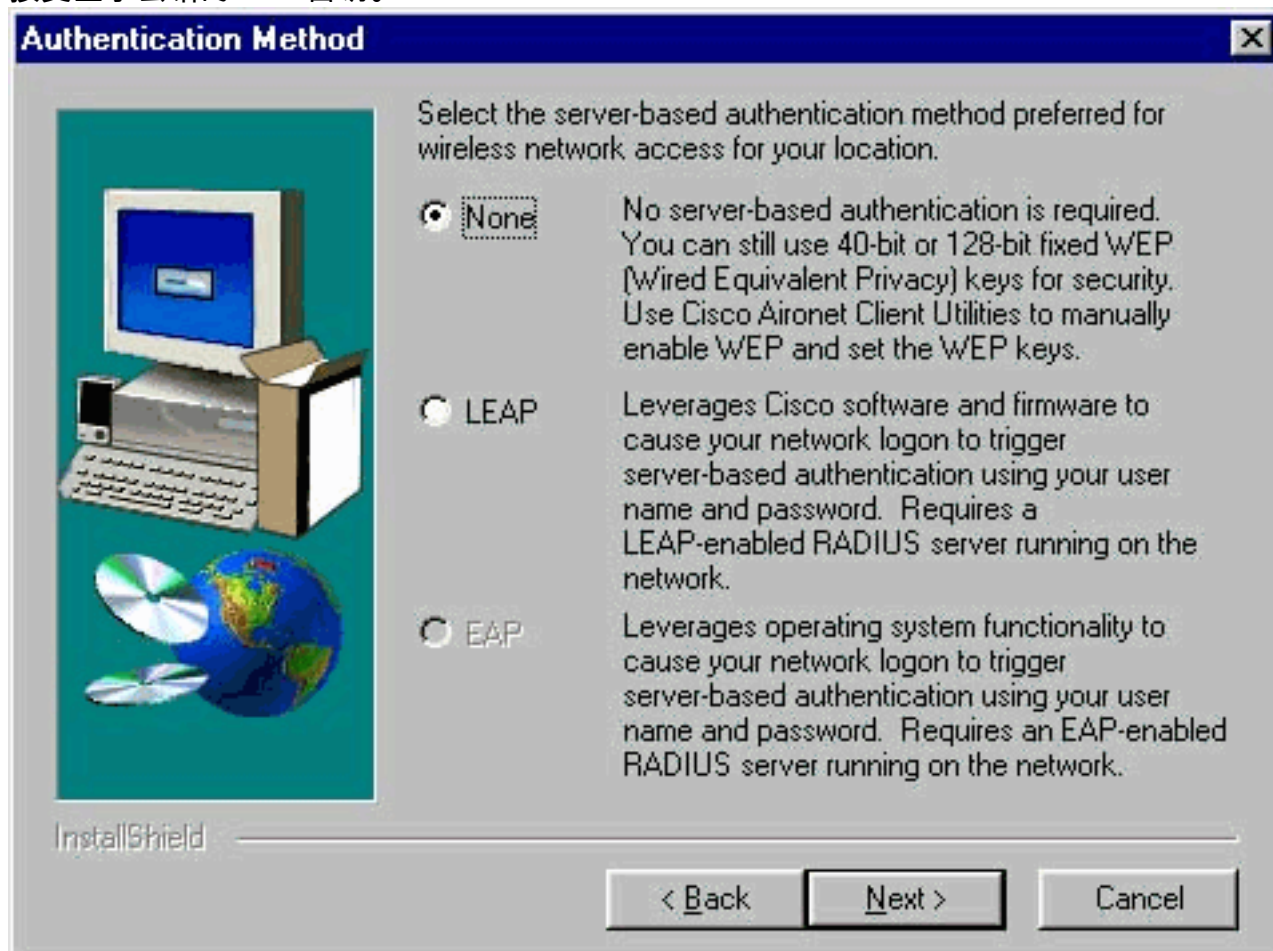 Authentication Method
Select the server-based authentication method preferred for
wireless network access for your location.
None
No server-based authentication is required.
You can still use 40-bit or 128-bit fixed WEP
(Wired Equivalent Privacy) keys for security.
Use Cisco Aironet Client Utilities to manually
enable WEP and set the WEP keys.
LEAP
Leverages Cisco software and firmware to
cause your network logon to trigger
server-based authentication using your user
name and password. Requires a
LEAP-enabled RADIUS server running on the
network.
EAP
Leverages operating system functionality to
cause your network logon to trigger
server-based authentication using your user
name and password. Requires an EAP-enabled
RADIUS server running on the network.
InstallShield
< Back
Next >
Cancel